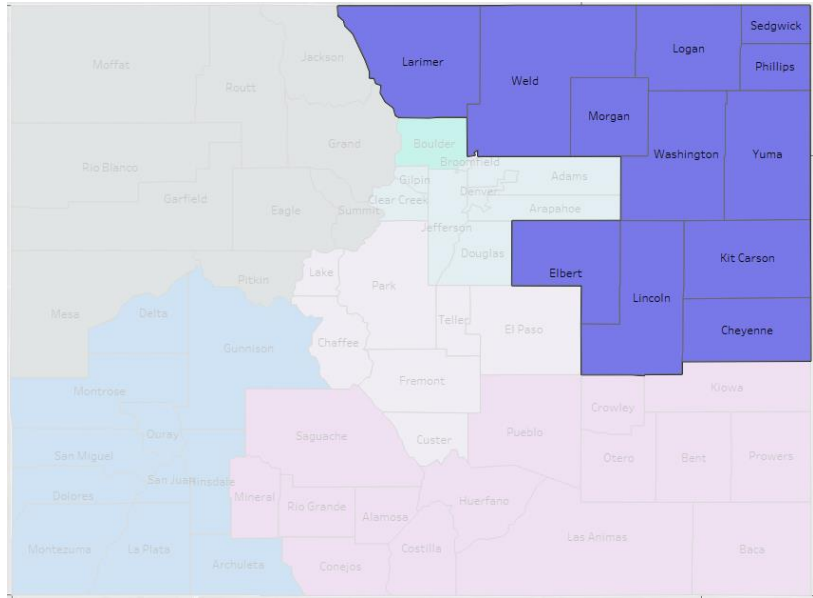 Sedgwick
Logan
Jackson
Larimer
Moffat
Phillips
Weld
Routt
Morgan
Grand
Boulder
Washington
Yuma
Broomfield
Rio Blanco
Adams
Gilpin
Denver
Garfield
Clear Creek
Eagle
Summit
Arapahoe
Jefferson
Douglas
Kit Carson
Elbert
Lake
Pitkin
Park
Lincoln
Mesa
Delta
Teller
El Paso
Cheyenne
Chaffee
Gunnison
Fremont
Kiowa
Montrose
Crowley
Pueblo
Ouray
Saguache
Custer
San Miguel
Otero
Bent
Prowers
San Juan
Hinsdale
Dolores
Mineral
Rio Grande
Huerfano
Alamosa
Las Animas
Montezuma
La Plata
Costilla
Baca
Archuleta
Conejos